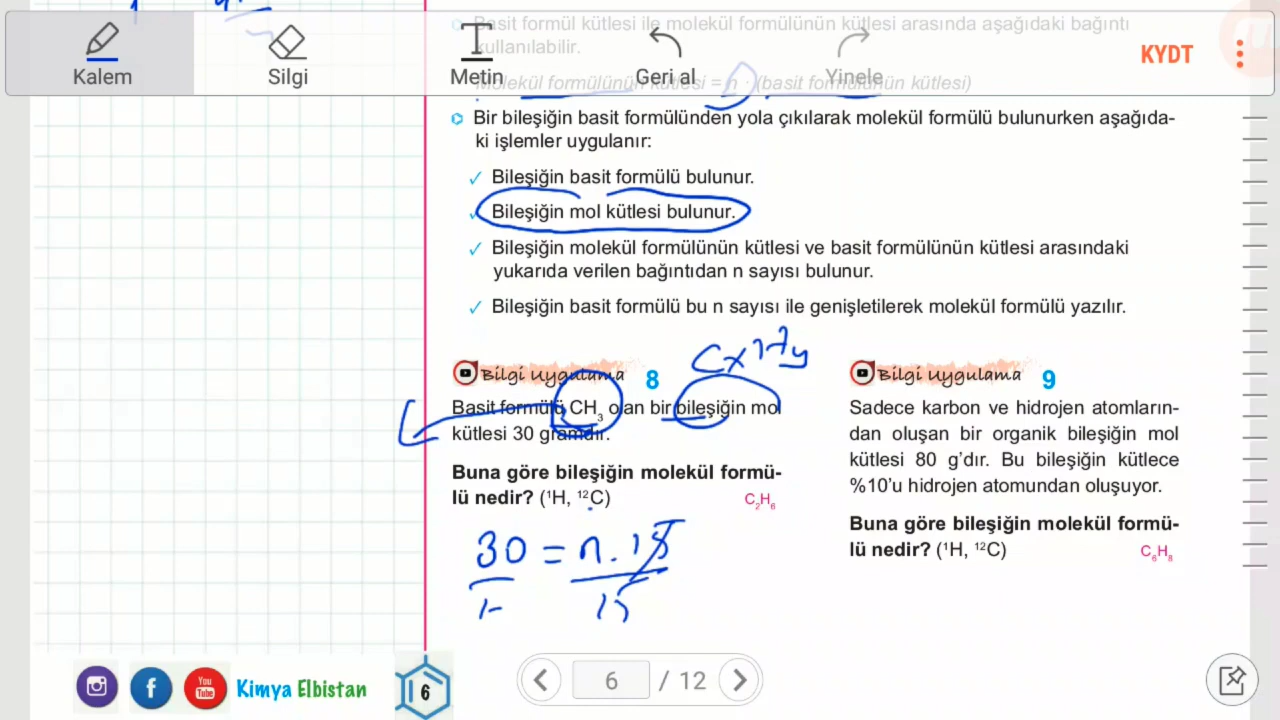 Kalem
Silgi
Metin
Geri al
Yinele
KYDT
Basit formül kütlesi ile molekül formülünün kütlesi arasında aşağıdaki bağıntı
kullanılabilir.
Molekül formülünün kütlesi = n · (basit formülünün kütlesi)
Bir bileşiğin basit formülünden yola çıkılarak molekül formülü bulunurken aşağıda-
ki işlemler uygulanır:
✓ Bileşiğin basit formülü bulunur.
✓ Bileşiğin mol kütlesi bulunur.
✓ Bileşiğin molekül formülünün kütlesi ve basit formülünün kütlesi arasındaki
yukarıda verilen bağıntıdan n sayısı bulunur.
✓ Bileşiğin basit formülü bu n sayısı ile genişletilerek molekül formülü yazılır.
CxHy
Bilgi Uygulama 8
Basit formülü CH₃ olan bir bileşiğin mol
kütlesi 30 gramdır.
Buna göre bileşiğin molekül formü-
lü nedir? (¹H, ¹²C)
C₂H₆
30 = n . 15
15
Bilgi Uygulama 9
Sadece karbon ve hidrojen atomların-
dan oluşan bir organik bileşiğin mol
kütlesi 80 g’dır. Bu bileşiğin kütlece
%10’u hidrojen atomundan oluşuyor.
Buna göre bileşiğin molekül formü-
lü nedir? (¹H, ¹²C)
C₆H₈
You
Tube
Kimya Elbistan
6
6 / 12